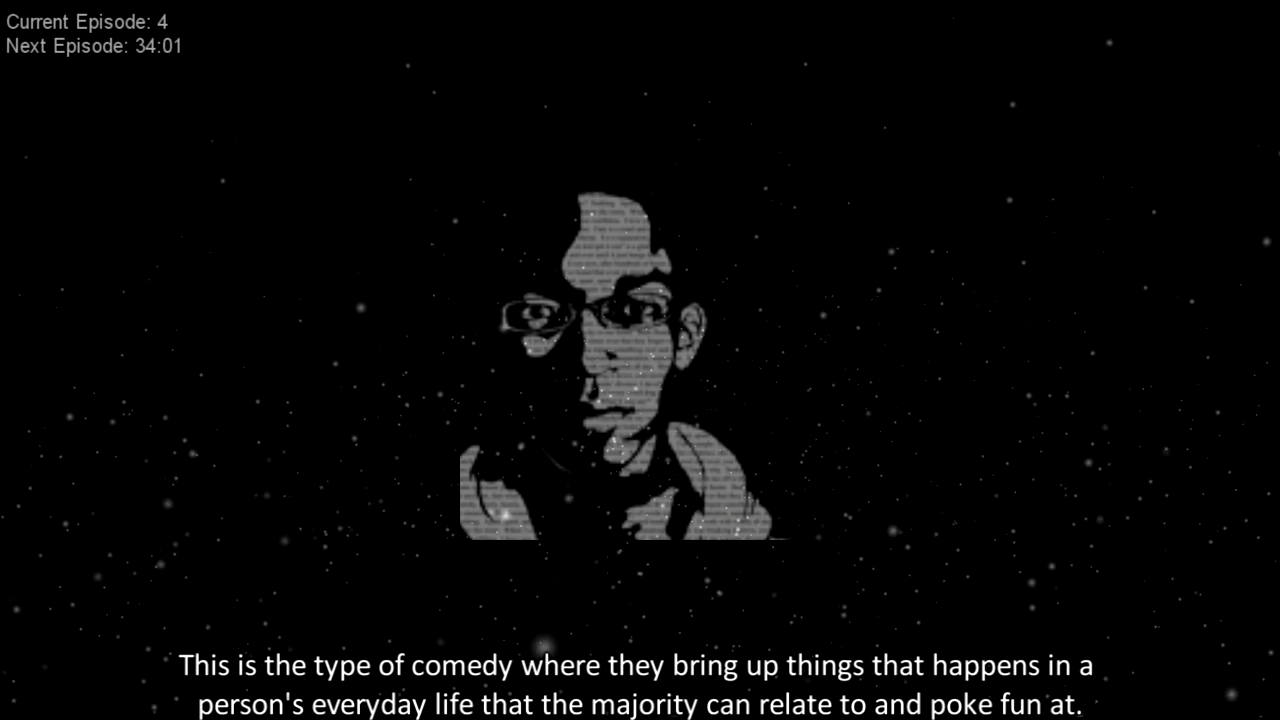 Current Episode: 4
Next Episode: 34:01
This is the type of comedy where they bring up things that happens in a
person's everyday life that the majority can relate to and poke fun at.